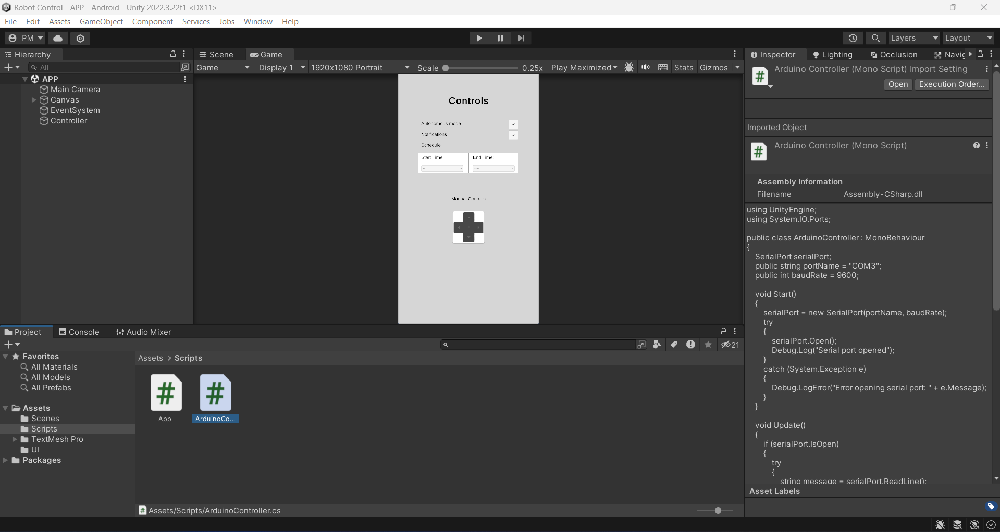 Robot Control - APP - Android - Unity 2022.3.22f1 <DX11>
File Edit Assets GameObject Component Services Jobs Window Help
PM Layers Layout
Hierarchy
All
APP
Main Camera
Canvas
EventSystem
Controller
Scene Game
Game Display 1 1920x1080 Portrait Scale 0.25x Play Maximized Stats Gizmos
Controls
Autonomous mode
Notifications
Schedule
Start Time: End Time:
Manual Controls
Project Console Audio Mixer
21
Favorites
All Materials
All Models
All Prefabs
Assets
Scenes
Scripts
TextMesh Pro
UI
Packages
Assets > Scripts
App ArduinoCo...
Assets/Scripts/ArduinoController.cs
Inspector Lighting Occlusion Navig
Arduino Controller (Mono Script) Import Setting
Open Execution Order...
Imported Object
Arduino Controller (Mono Script)
Assembly Information
Filename Assembly-CSharp.dll
using UnityEngine;
using System.IO.Ports;
public class ArduinoController : MonoBehaviour
{
SerialPort serialPort;
public string portName = "COM3";
public int baudRate = 9600;
void Start()
{
serialPort = new SerialPort(portName, baudRate);
try
{
serialPort.Open();
Debug.Log("Serial port opened");
}
catch (System.Exception e)
{
Debug.LogError("Error opening serial port: " + e.Message);
}
}
void Update()
{
if (serialPort.IsOpen)
{
try
{
string message = serialPort.ReadLine();
Asset Labels